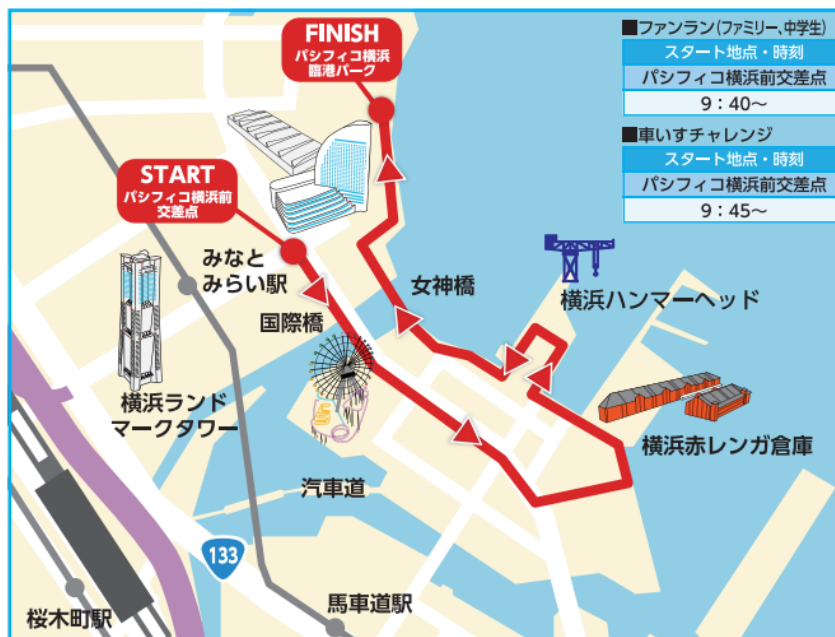 FINISH
パシフィコ横浜
臨港パーク
■ファンラン(ファミリー、中学生)
スタート地点・時刻
パシフィコ横浜前交差点
9：40～
■車いすチャレンジ
スタート地点・時刻
パシフィコ横浜前交差点
9：45～
START
パシフィコ横浜前
交差点
みなと
みらい駅
女神橋
横浜ハンマーヘッド
国際橋
横浜ランド
マークタワー
横浜赤レンガ倉庫
汽車道
133
馬車道駅
桜木町駅